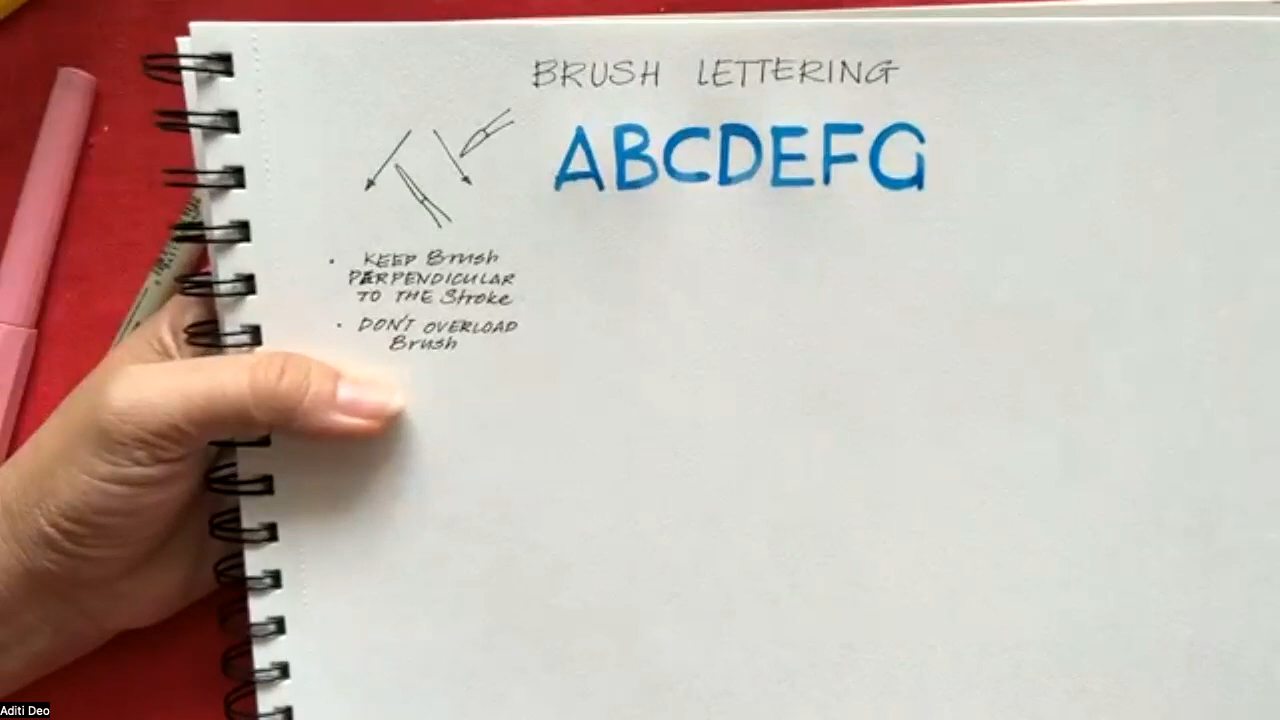 BRUSH LETTERING
ABCDEFG
• KEEP Brush
PERPENDICULAR
TO THE Stroke
• DON'T OVERLOAD
Brush
Aditi Deo